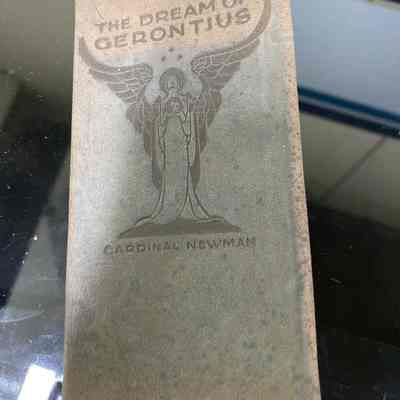 THE DREAM OF
GERONTIUS
CARDINAL NEWMAN